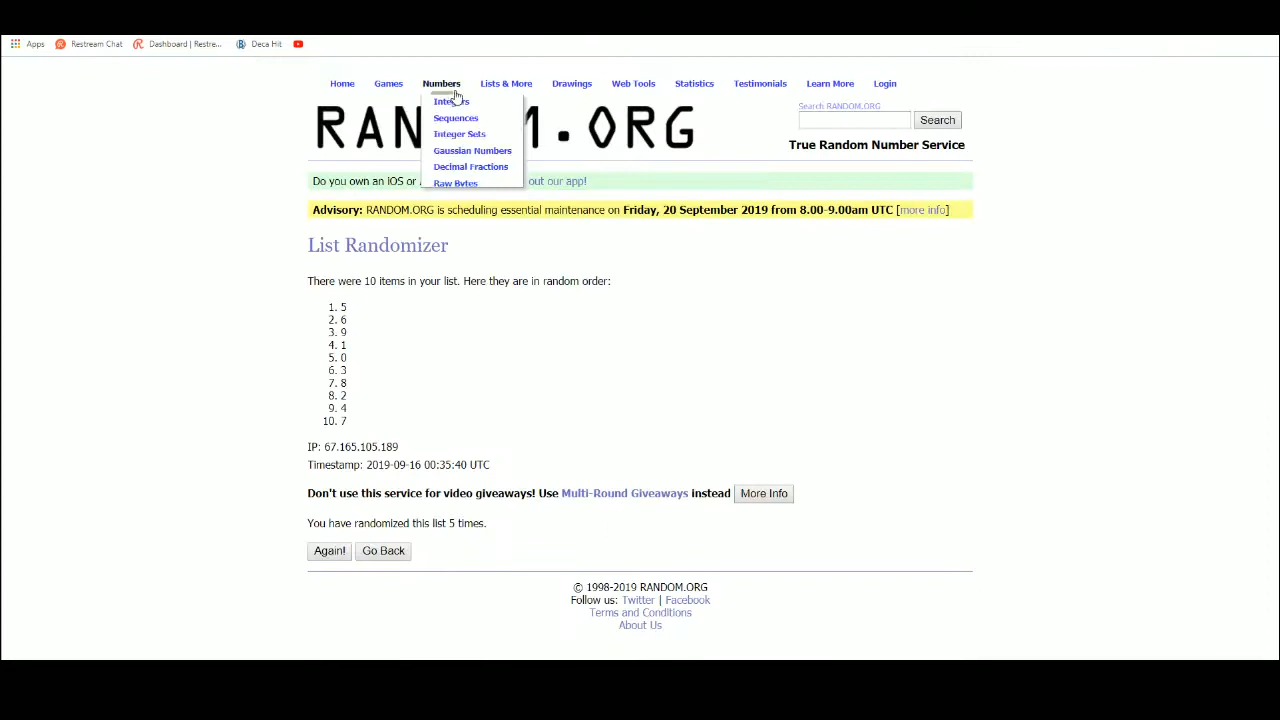 Apps Restream Chat Dashboard | Restre... Deca Hit
Home Games Numbers Lists & More Drawings Web Tools Statistics Testimonials Learn More Login
Integers
Sequences
Integer Sets
Gaussian Numbers
Decimal Fractions
Raw Bytes
RAN M.ORG
Search RANDOM.ORG
Search
True Random Number Service
Do you own an iOS or out our app!
Advisory: RANDOM.ORG is scheduling essential maintenance on Friday, 20 September 2019 from 8.00-9.00am UTC [more info]
List Randomizer
There were 10 items in your list. Here they are in random order:
1. 5
2. 6
3. 9
4. 1
5. 0
6. 3
7. 8
8. 2
9. 4
10. 7
IP: 67.165.105.189
Timestamp: 2019-09-16 00:35:40 UTC
Don't use this service for video giveaways! Use Multi-Round Giveaways instead More Info
You have randomized this list 5 times.
Again! Go Back
© 1998-2019 RANDOM.ORG
Follow us: Twitter | Facebook
Terms and Conditions
About Us